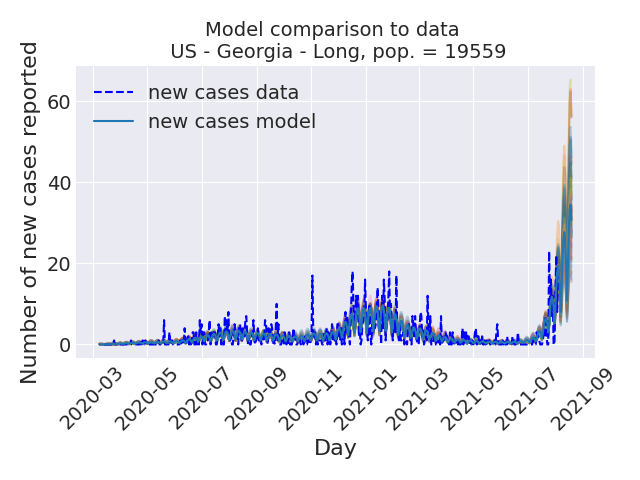 Model comparison to data
US - Georgia - Long, pop. = 19559
Number of new cases reported
60
40
20
0
new cases data
new cases model
2020-03
2020-05
2020-07
2020-09
2020-11
2021-01
2021-03
2021-05
2021-07
2021-09
Day